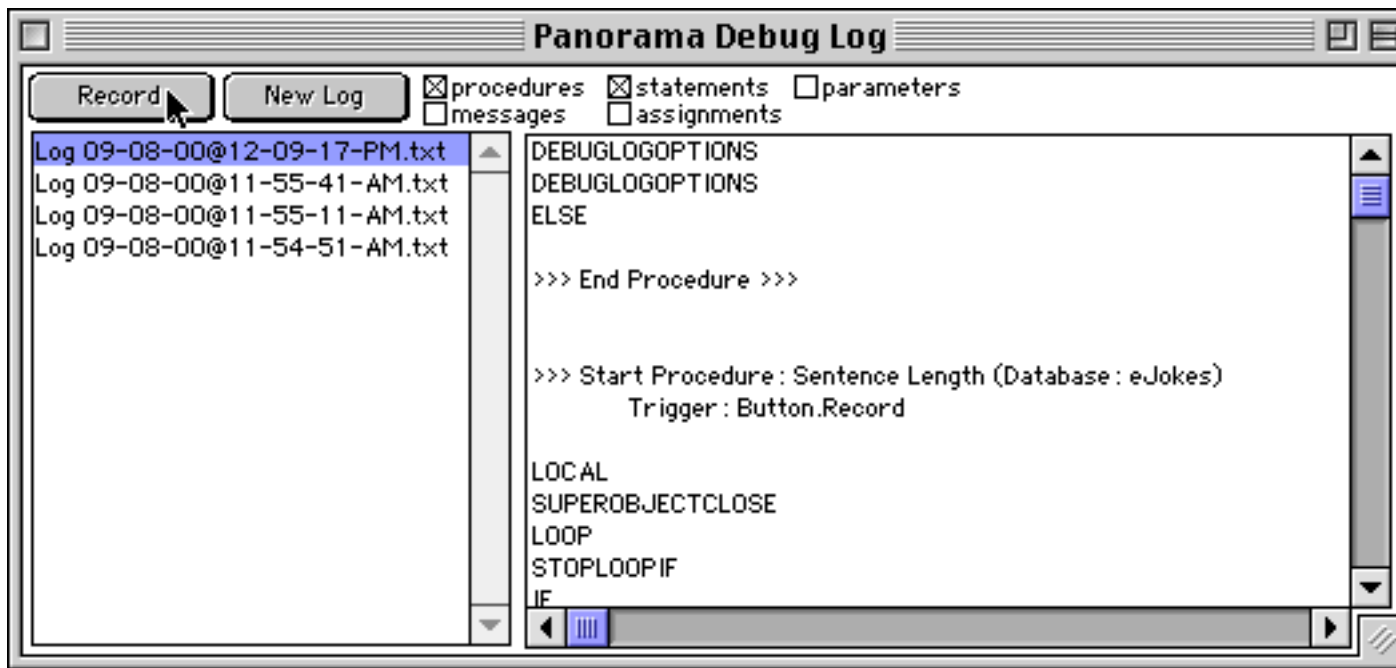 Panorama Debug Log
Record New Log procedures statements parameters
messages assignments
Log 09-08-00@12-09-17-PM.txt
Log 09-08-00@11-55-41-AM.txt
Log 09-08-00@11-55-11-AM.txt
Log 09-08-00@11-54-51-AM.txt
DEBUGLOGOPTIONS
DEBUGLOGOPTIONS
ELSE
>>> End Procedure >>>
>>> Start Procedure: Sentence Length (Database: eJokes)
Trigger: Button.Record
LOCAL
SUPEROBJECTCLOSE
LOOP
STOPLOOPIF
IF